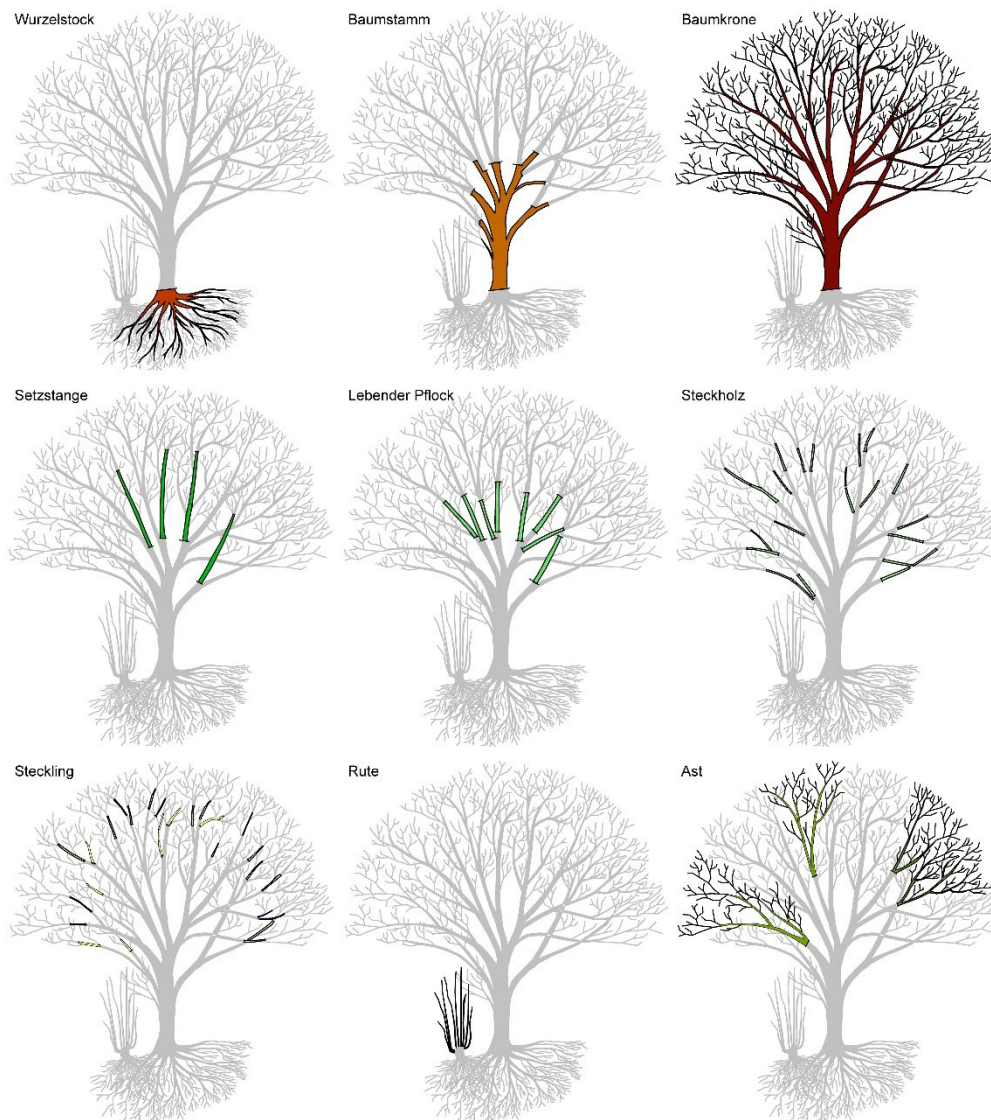 Wurzelstock
Baumstamm
Baumkrone
Setzstange
Lebender Pflock
Steckholz
Steckling
Rute
Ast